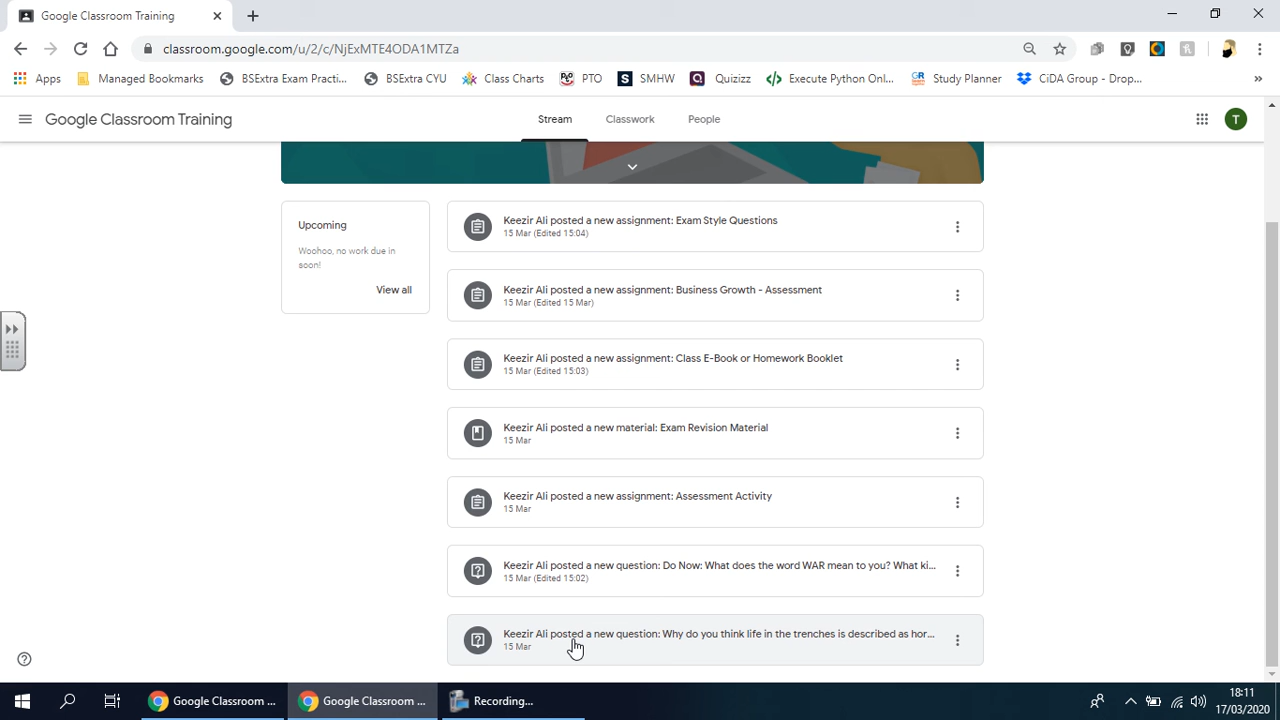 Google Classroom Training
classroom.google.com/u/2/c/NjExMTE4ODA1MTZa
Apps Managed Bookmarks BSExtra Exam Practi... BSExtra CYU Class Charts PTO SMHW Quizizz Execute Python Onl... Study Planner CiDA Group - Drop... »
Google Classroom Training Stream Classwork People T
Upcoming
Woohoo, no work due in
soon!
View all
Keezir Ali posted a new assignment: Exam Style Questions
15 Mar (Edited 15:04)
Keezir Ali posted a new assignment: Business Growth - Assessment
15 Mar (Edited 15 Mar)
Keezir Ali posted a new assignment: Class E-Book or Homework Booklet
15 Mar (Edited 15:03)
Keezir Ali posted a new material: Exam Revision Material
15 Mar
Keezir Ali posted a new assignment: Assessment Activity
15 Mar
Keezir Ali posted a new question: Do Now: What does the word WAR mean to you? What ki...
15 Mar (Edited 15:02)
Keezir Ali posted a new question: Why do you think life in the trenches is described as hor...
15 Mar
Google Classroom ... Google Classroom ... Recording...
18:11
17/03/2020